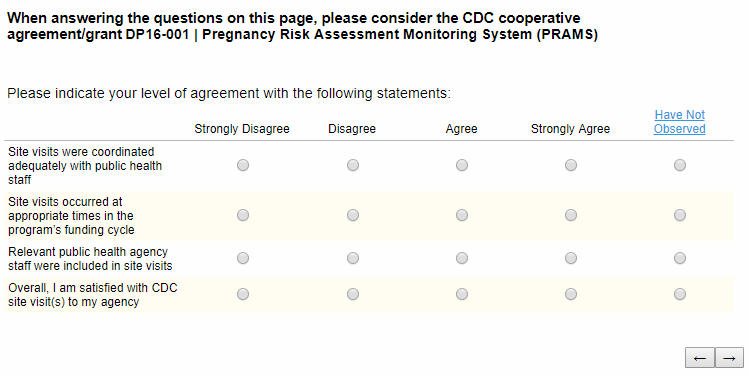 When answering the questions on this page, please consider the CDC cooperative
agreement/grant DP16-001 | Pregnancy Risk Assessment Monitoring System (PRAMS)
Please indicate your level of agreement with the following statements:
Strongly Disagree Disagree Agree Strongly Agree Have Not
Observed
Site visits were coordinated
adequately with public health
staff
Site visits occurred at
appropriate times in the
program's funding cycle
Relevant public health agency
staff were included in site visits
Overall, I am satisfied with CDC
site visit(s) to my agency
← →